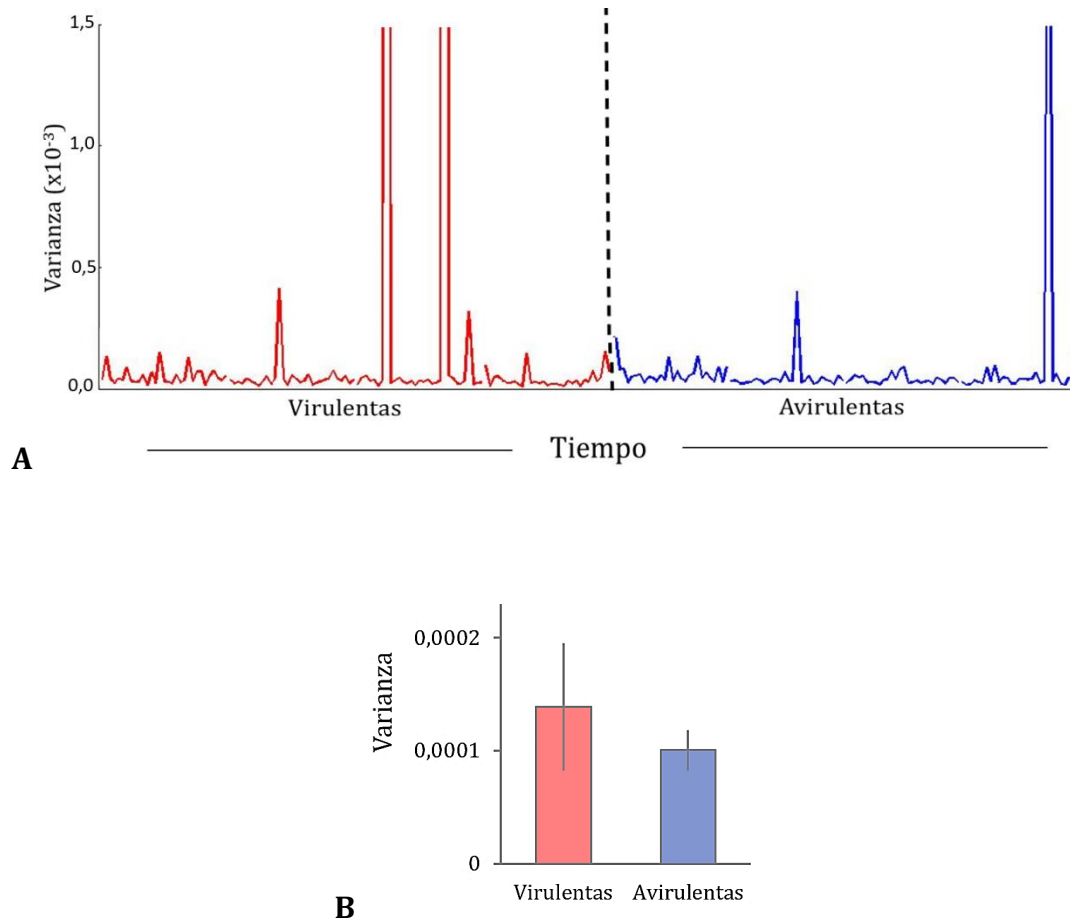 1,5
1,0
0,5
0,0
Varianza (x10⁻³)
Virulentas Avirulentas
Tiempo
A
0,0002
0,0001
0
Varianza
Virulentas Avirulentas
B